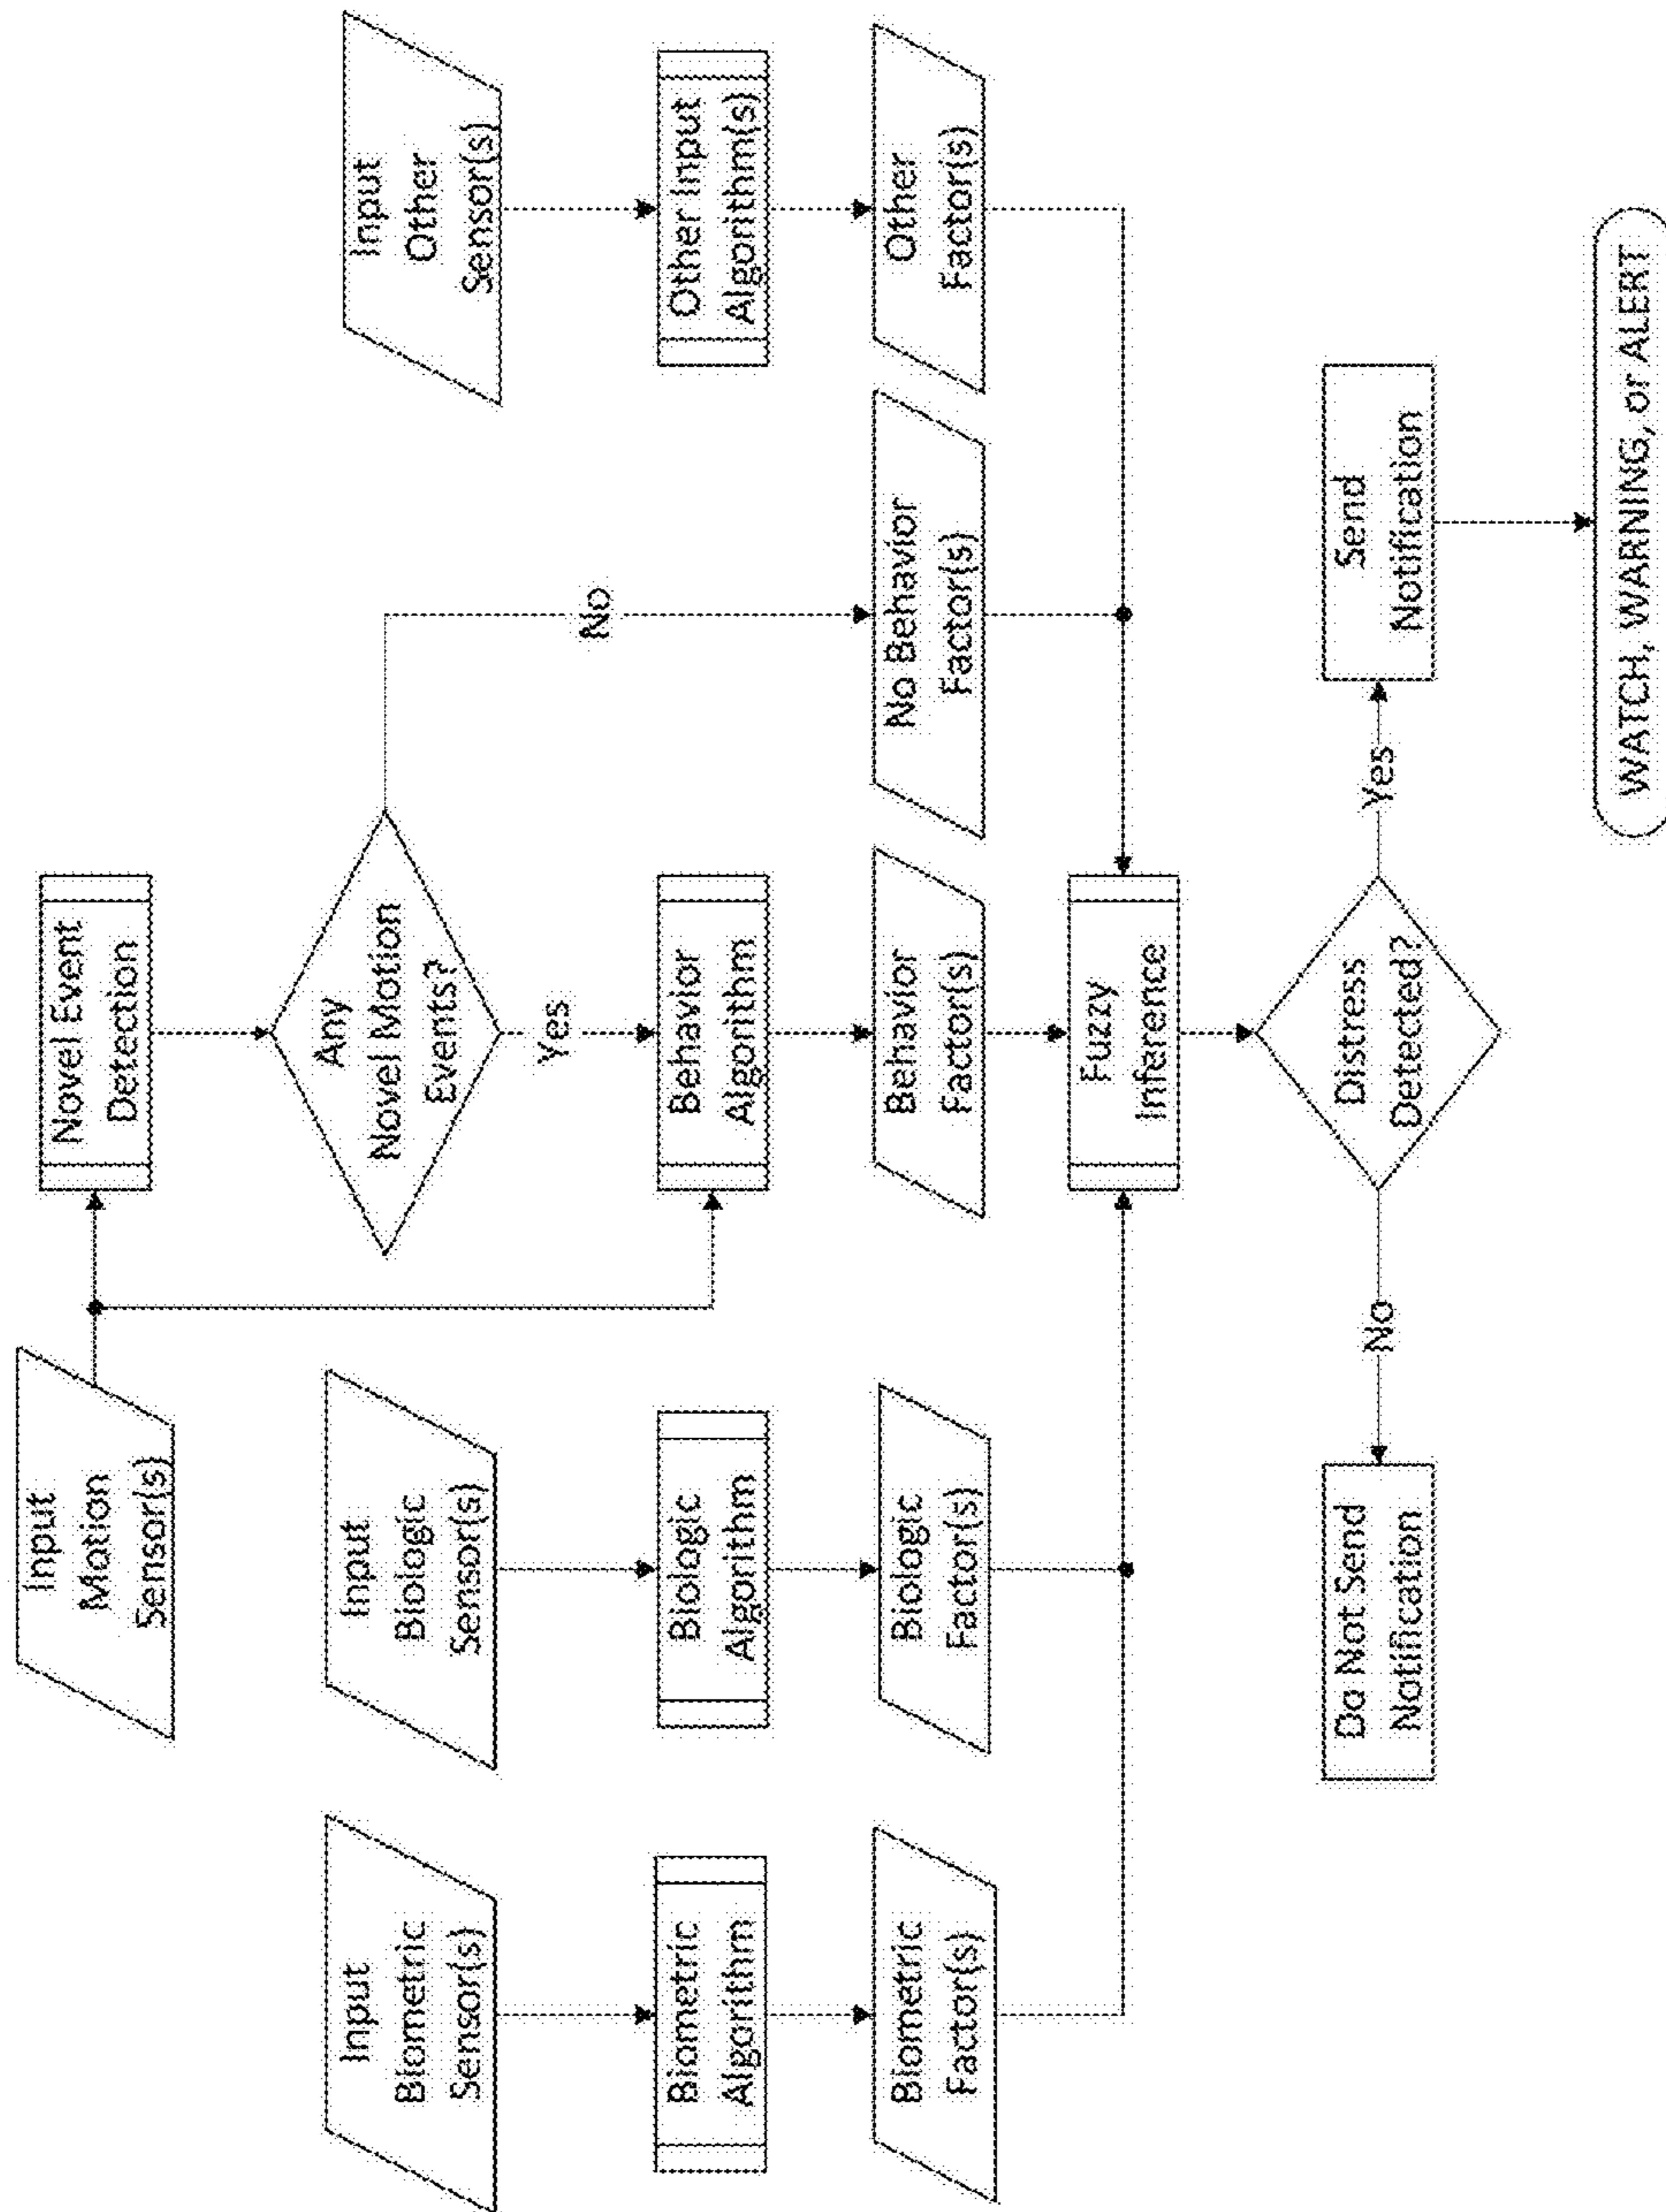 Input
Motion
Sensor(s)
Novel Event
Detection
Any
Novel Motion
Events?
Yes
No
Input
Biometric
Sensor(s)
Input
Biologic
Sensor(s)
Input
Other
Sensor(s)
Biometric
Algorithm
Biologic
Algorithm
Behavior
Algorithm
Other Input
Algorithm(s)
Biometric
Factor(s)
Biologic
Factor(s)
Behavior
Factor(s)
No Behavior
Factor(s)
Other
Factor(s)
Fuzzy
Inference
Distress
Detected?
No
Yes
Do Not Send
Notification
Send
Notification
WATCH, WARNING, or ALERT